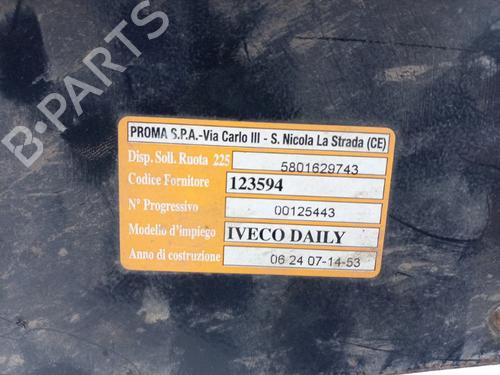 B-PARTS
PROMA S.P.A.-Via Carlo III - S. Nicola La Strada (CE)
Disp. Soll. Ruota 225 5801629743
Codice Fornitore 123594
N° Progressivo 00125443
Modello d'impiego IVECO DAILY
Anno di costruzione 06 24 07-14-53